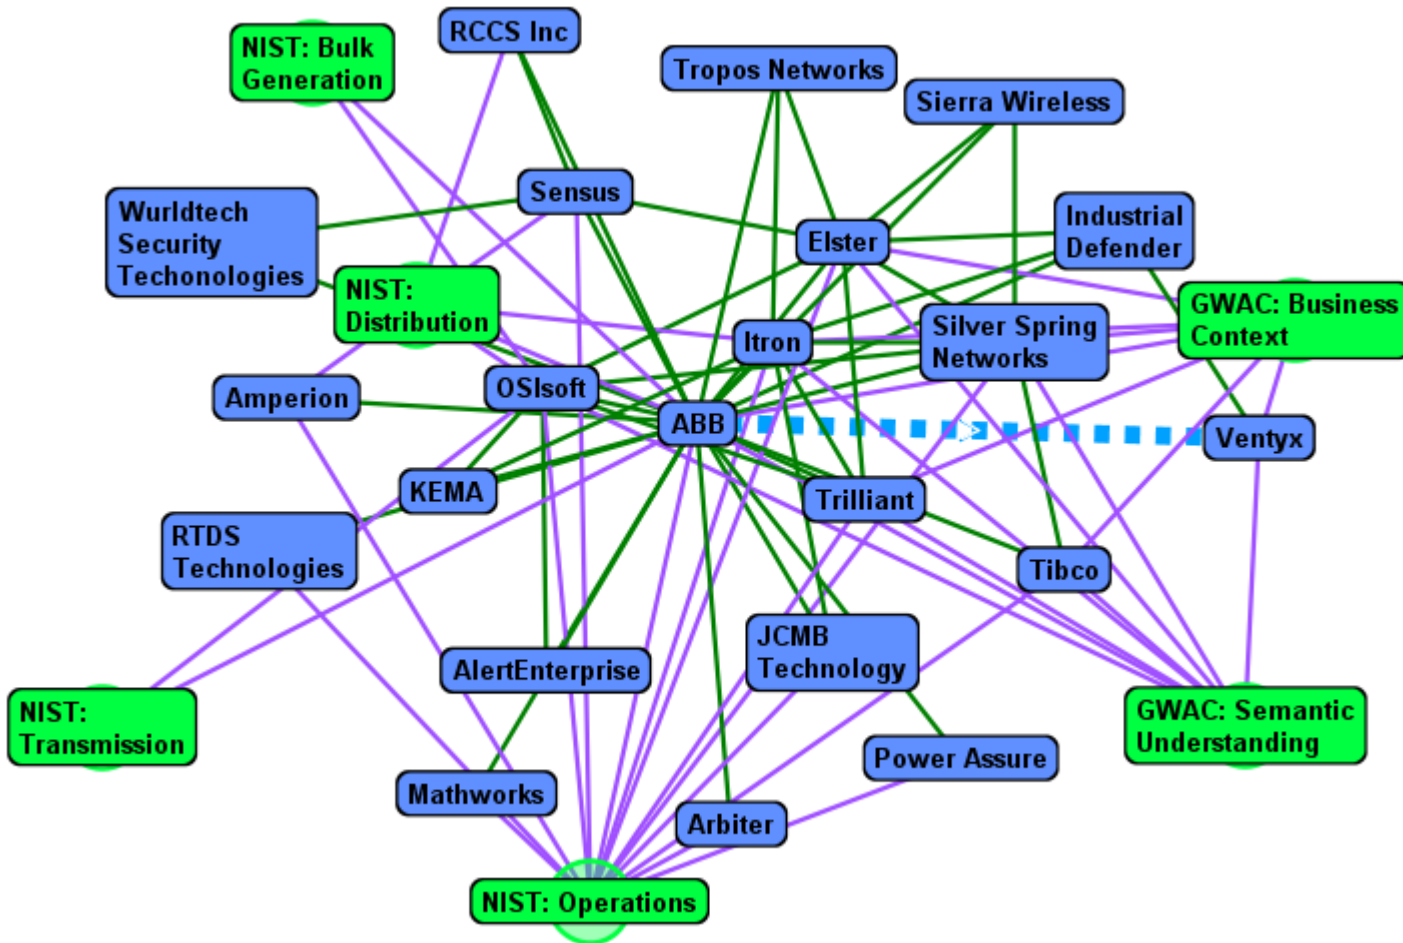 NIST: Bulk
Generation
RCCS Inc
Tropos Networks
Sierra Wireless
Sensus
Wurldtech
Security
Techonologies
Elster
Industrial
Defender
NIST:
Distribution
GWAC: Business
Context
Itron
Silver Spring
Networks
OSIsoft
Amperion
ABB
Ventyx
KEMA
Trilliant
RTDS
Technologies
Tibco
JCMB
Technology
AlertEnterprise
NIST:
Transmission
GWAC: Semantic
Understanding
Power Assure
Mathworks
Arbiter
NIST: Operations